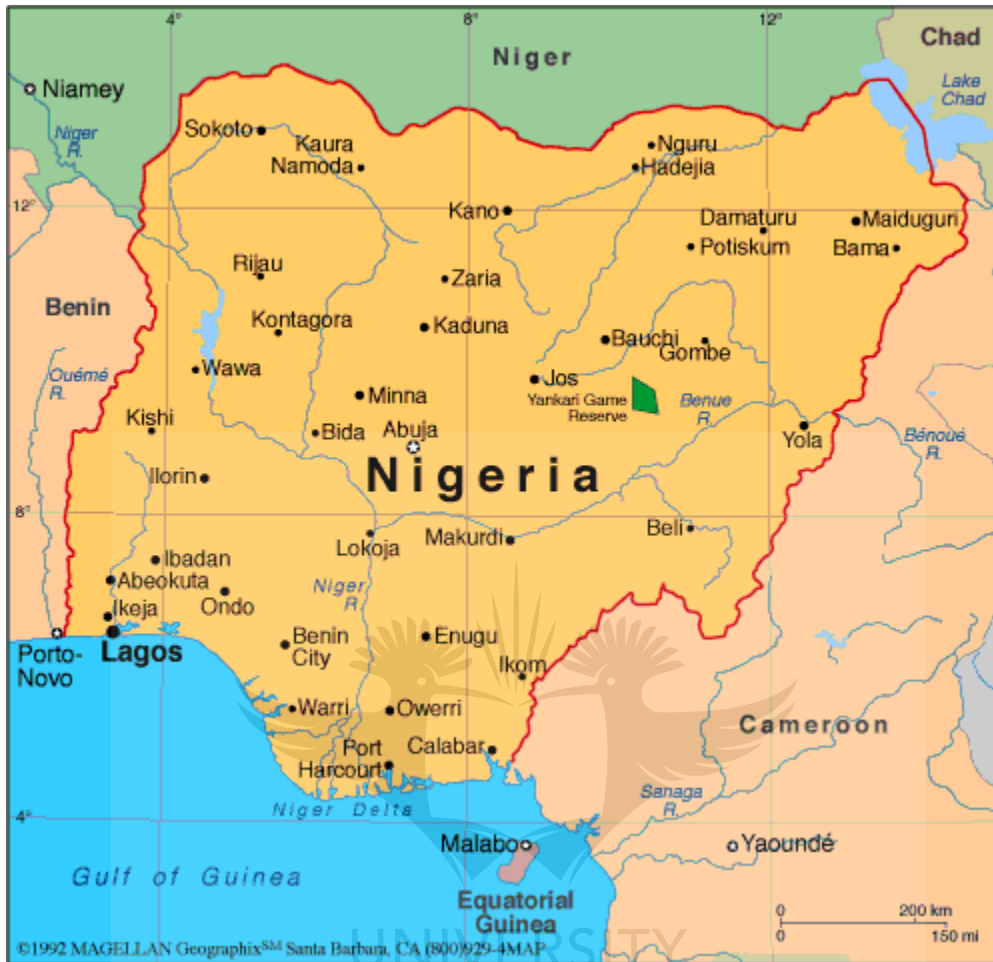 4°
8°
12°
Chad
Niger
Lake
Chad
Niamey
Niger
R.
Sokoto
Kaura
Namoda
Nguru
Hadejia
12°
Kano
Damaturu
Maiduguri
Potiskum
Bama
Rijau
Zaria
Benin
Kontagora
Kaduna
Bauchi
Gombe
Ouémé
R.
Wawa
Jos
Minna
Yankari Game
Reserve
Benue
R.
Kishi
Bida
Abuja
Yola
Bénoué
R.
Nigeria
Ilorin
8°
Lokoja
Makurdi
Beli
Ibadan
Abeokuta
Niger
R.
Ikeja
Ondo
Benin
City
Enugu
Porto-
Novo
Lagos
Ikom
Warri
Owerri
Cameroon
Port
Harcourt
Calabar
Sanaga
R.
Niger Delta
4°
Malabo
Yaoundé
Gulf of Guinea
Equatorial
Guinea
0 200 km
0 150 mi
©1992 MAGELLAN Geographix℠ Santa Barbara, CA (800)929-4MAP
UNIVERSITY